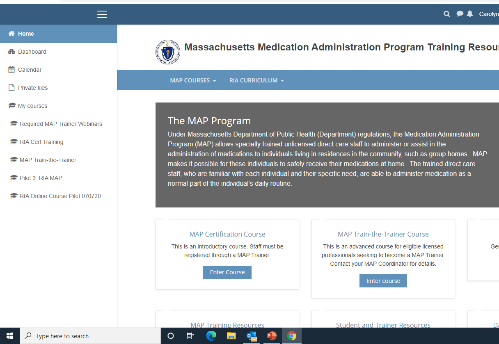 Carolyn
Home
Dashboard
Calendar
Private files
My courses
Required MAP Trainer Webinars
RIA Cert Training
MAP Train-the-Trainer
Pilot 3 RIA MAP
RIA Online Course Pilot 070720
Massachusetts Medication Administration Program Training Resou
MAP COURSES
RIA CURRICULUM
The MAP Program
Under Massachusetts Department of Public Health (Department) regulations, the Medication Administration
Program (MAP) allows specially trained unlicensed direct care staff to administer or assist in the
administration of medications to individuals living in residences in the community, such as group homes. MAP
makes it possible for these individuals to safely receive their medications at home. The trained direct care
staff, who are familiar with each individual and their specific need, are able to administer medication as a
normal part of the individual's daily routine.
MAP Certification Course
This is an introductory course. Staff must be
registered through a MAP Trainer
Enter Course
MAP Train-the-Trainer Course
This is an advanced course for eligible licensed
professionals seeking to become a MAP Trainer
Contact your MAP Coordinator for details.
Enter course
Ge
MAP Training Resources
Student and Trainer Resources
Type here to search